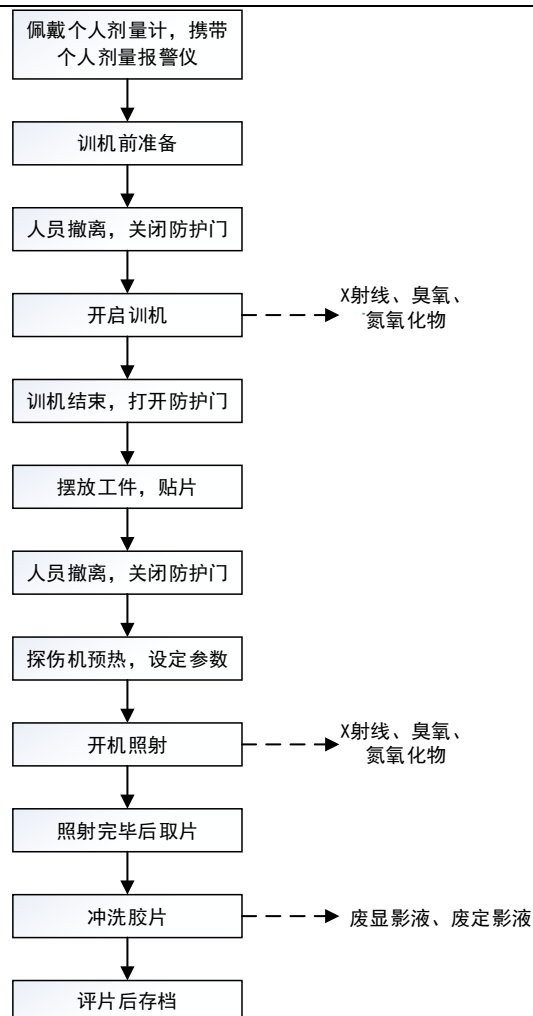 佩戴个人剂量计，携带
个人剂量报警仪
训机前准备
人员撤离，关闭防护门
开启训机
X射线、臭氧、
氮氧化物
训机结束，打开防护门
摆放工件，贴片
人员撤离，关闭防护门
探伤机预热，设定参数
开机照射
X射线、臭氧、
氮氧化物
照射完毕后取片
冲洗胶片
废显影液、废定影液
评片后存档